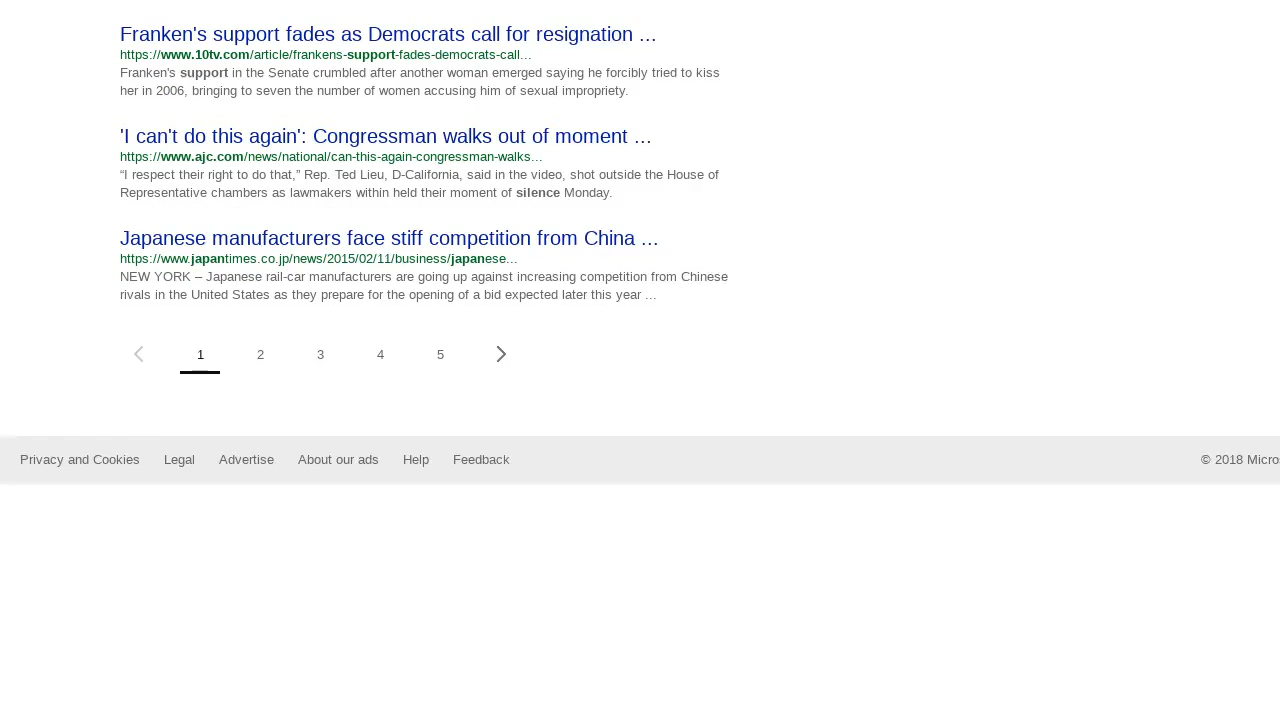 Franken's support fades as Democrats call for resignation ...
https://www.10tv.com/article/frankens-support-fades-democrats-call...
Franken's support in the Senate crumbled after another woman emerged saying he forcibly tried to kiss
her in 2006, bringing to seven the number of women accusing him of sexual impropriety.
'I can't do this again': Congressman walks out of moment ...
https://www.ajc.com/news/national/can-this-again-congressman-walks...
“I respect their right to do that,” Rep. Ted Lieu, D-California, said in the video, shot outside the House of
Representative chambers as lawmakers within held their moment of silence Monday.
Japanese manufacturers face stiff competition from China ...
https://www.japantimes.co.jp/news/2015/02/11/business/japanese...
NEW YORK – Japanese rail-car manufacturers are going up against increasing competition from Chinese
rivals in the United States as they prepare for the opening of a bid expected later this year ...
1 2 3 4 5
Privacy and Cookies Legal Advertise About our ads Help Feedback © 2018 Micros